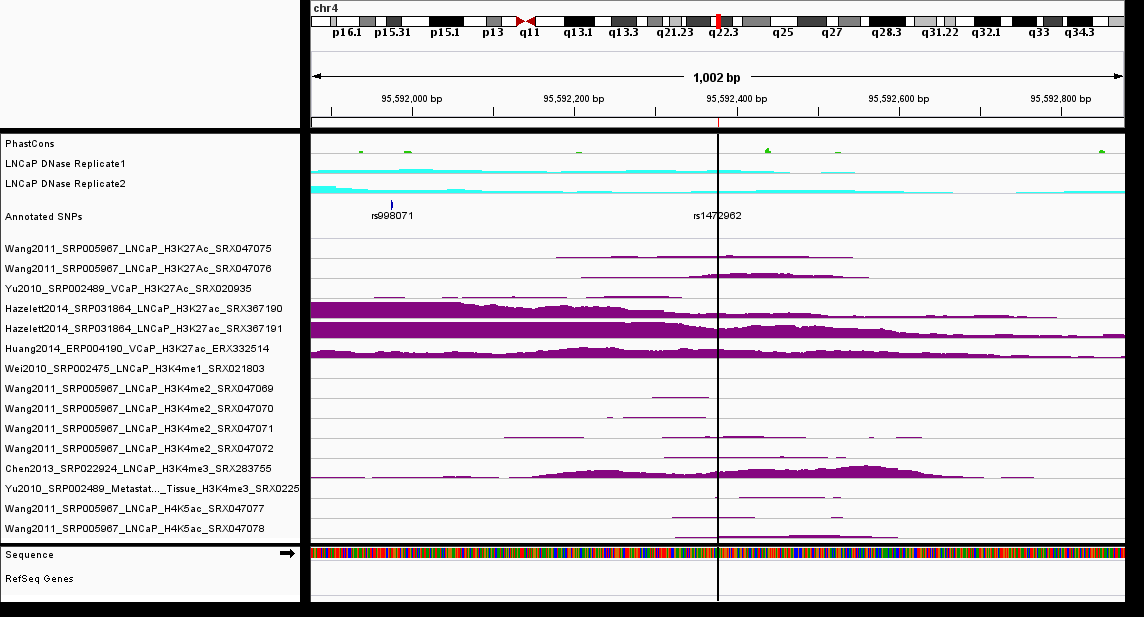 chr4
p16.1 p15.31 p15.1 p13 q11 q13.1 q13.3 q21.23 q22.3 q25 q27 q28.3 q31.22 q32.1 q33 q34.3
1,002 bp
95,592,000 bp 95,592,200 bp 95,592,400 bp 95,592,600 bp 95,592,800 bp
PhastCons
LNCaP DNase Replicate1
LNCaP DNase Replicate2
Annotated SNPs
rs998071 rs1472962
Wang2011_SRP005967_LNCaP_H3K27Ac_SRX047075
Wang2011_SRP005967_LNCaP_H3K27Ac_SRX047076
Yu2010_SRP002489_VCaP_H3K27Ac_SRX020935
Hazelett2014_SRP031864_LNCaP_H3K27ac_SRX367190
Hazelett2014_SRP031864_LNCaP_H3K27ac_SRX367191
Huang2014_ERP004190_VCaP_H3K27ac_ERX332514
Wei2010_SRP002475_LNCaP_H3K4me1_SRX021803
Wang2011_SRP005967_LNCaP_H3K4me2_SRX047069
Wang2011_SRP005967_LNCaP_H3K4me2_SRX047070
Wang2011_SRP005967_LNCaP_H3K4me2_SRX047071
Wang2011_SRP005967_LNCaP_H3K4me2_SRX047072
Chen2013_SRP022924_LNCaP_H3K4me3_SRX283755
Yu2010_SRP002489_Metastat..._Tissue_H3K4me3_SRX0225
Wang2011_SRP005967_LNCaP_H4K5ac_SRX047077
Wang2011_SRP005967_LNCaP_H4K5ac_SRX047078
Sequence
RefSeq Genes